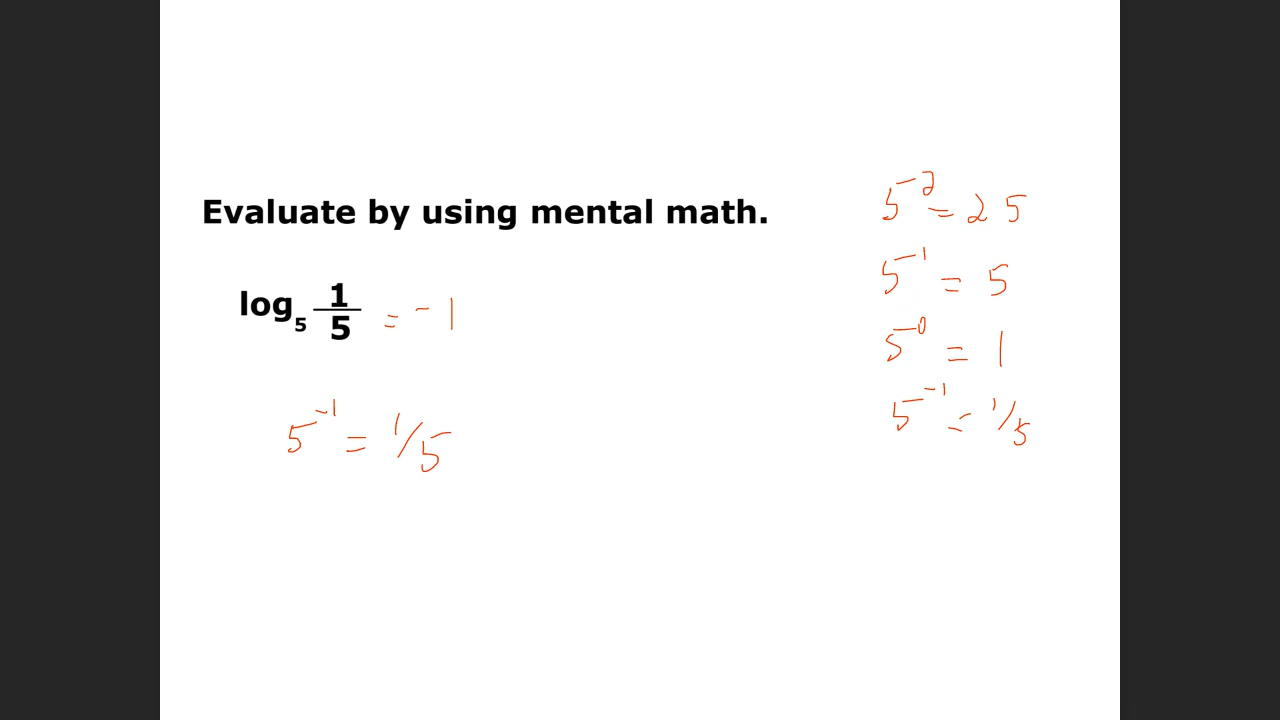 Evaluate by using mental math.
log₅ 1/5 = -1
5⁻¹ = 1/5
5² = 25
5¹ = 5
5⁰ = 1
5⁻¹ = 1/5